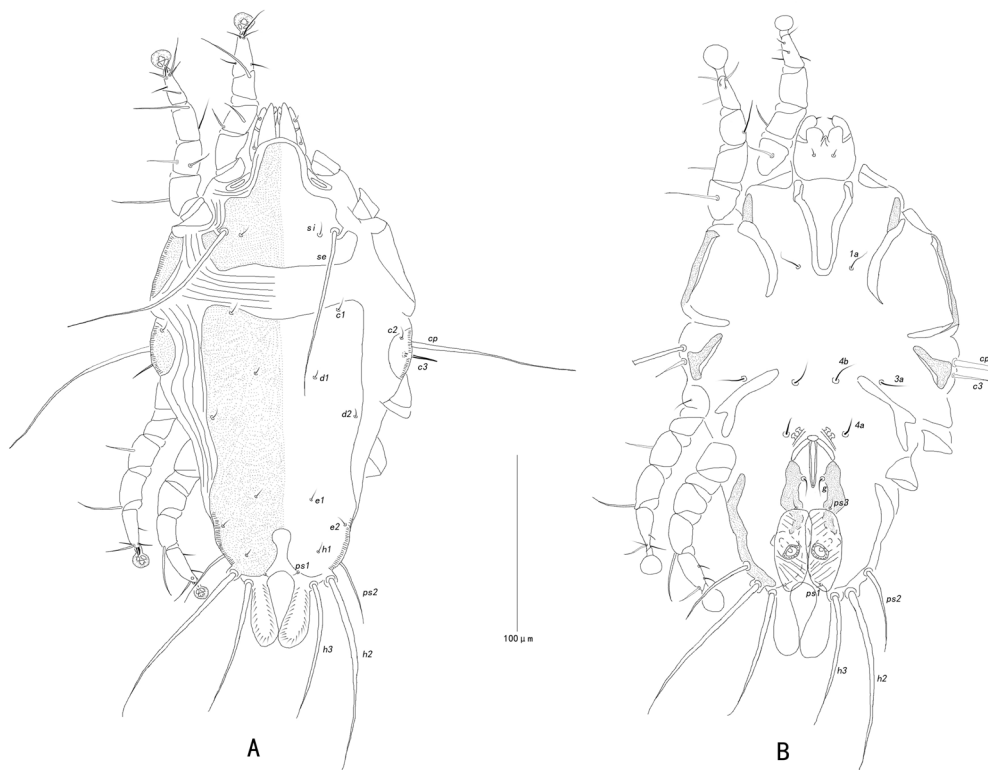 si
se
c1
c2
cp
c3
d1
d2
e1
e2
h1
ps1
ps2
h3
h2
100 μm
A
1a
cp
c3
4b
3a
4a
g
ps3
ps1
ps2
h3
h2
B